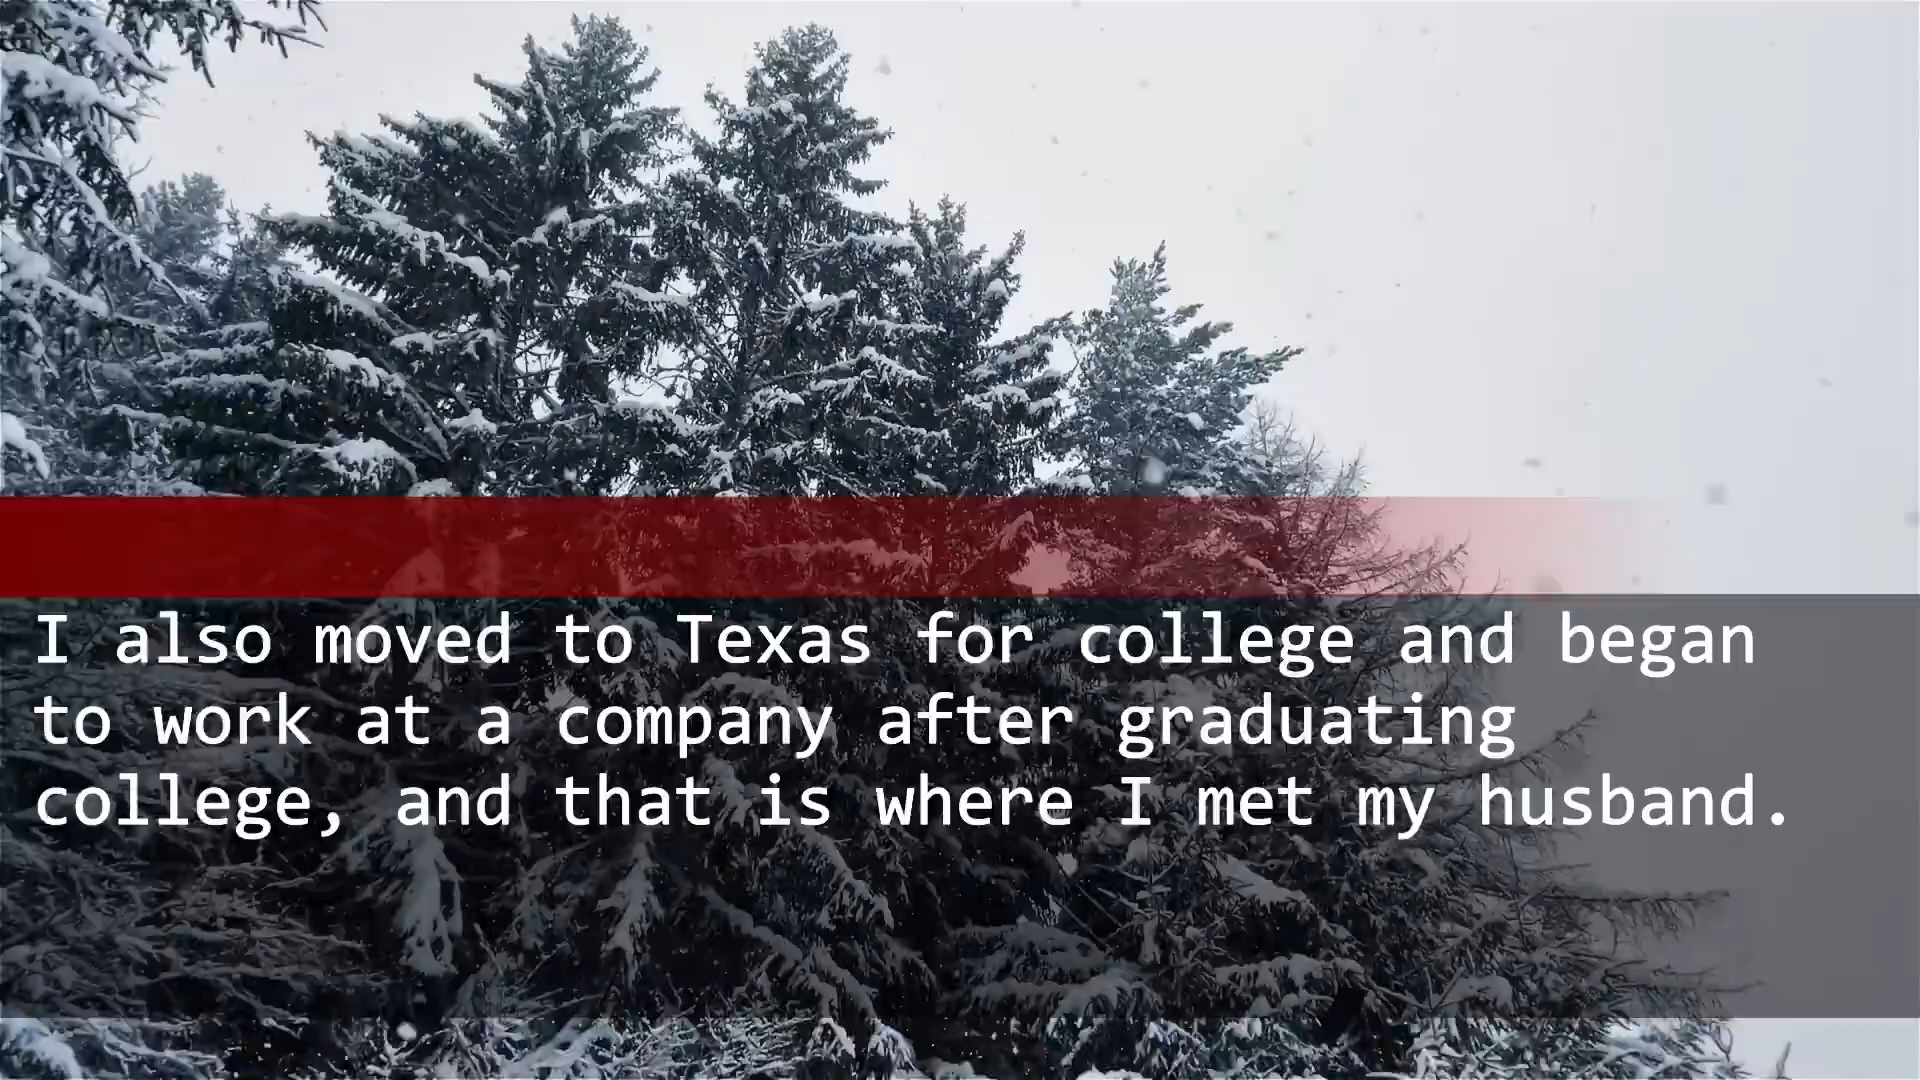 I also moved to Texas for college and began
to work at a company after graduating
college, and that is where I met my husband.